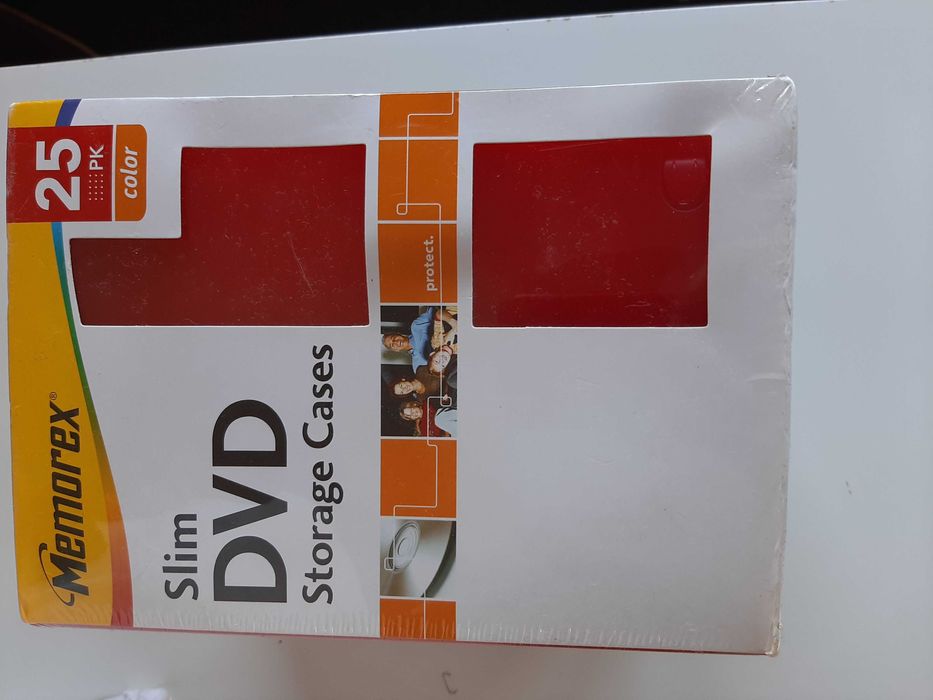 Memorex®
25
PK
color
Slim
DVD
Storage Cases
protect.